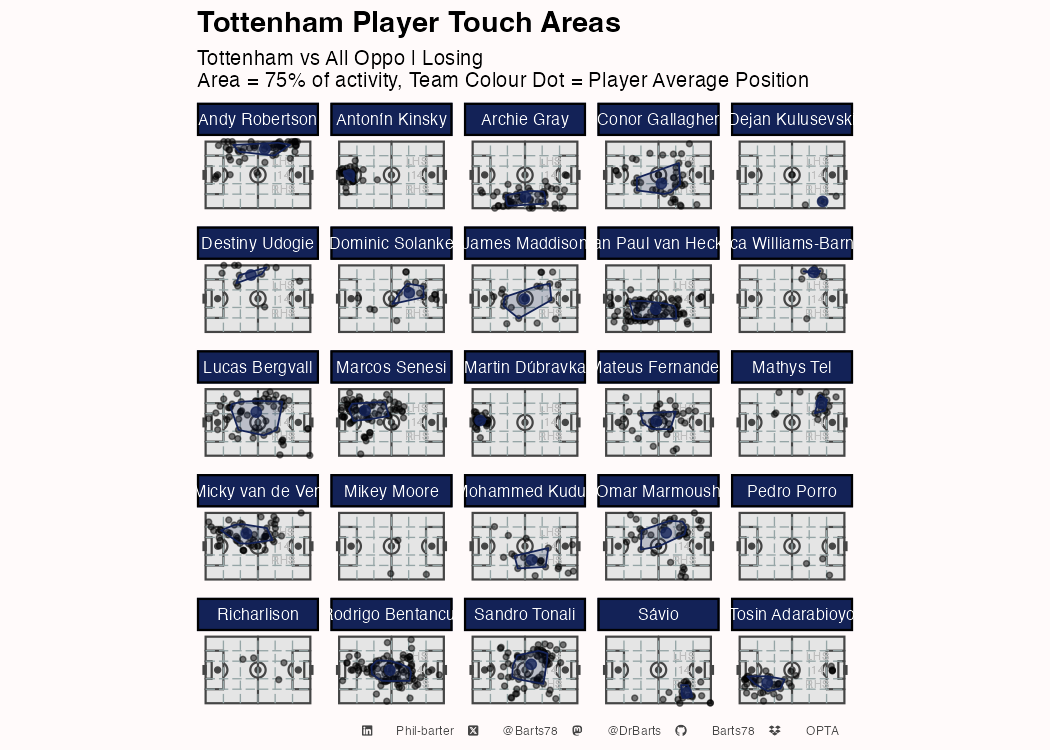 Tottenham Player Touch Areas
Tottenham vs All Oppo | Losing
Area = 75% of activity, Team Colour Dot = Player Average Position
Andy Robertson
Antonín Kinsky
Archie Gray
Conor Gallagher
Dejan Kulusevsk
Destiny Udogie
Dominic Solanke
James Maddison
an Paul van Heck
ca Williams-Barn
Lucas Bergvall
Marcos Senesi
Martin Dúbravka
Mateus Fernande
Mathys Tel
Micky van de Ven
Mikey Moore
Mohammed Kudu
Omar Marmoush
Pedro Porro
Richarlison
Rodrigo Bentancu
Sandro Tonali
Sávio
Tosin Adarabioyo
Phil-barter @Barts78 @DrBarts Barts78 OPTA